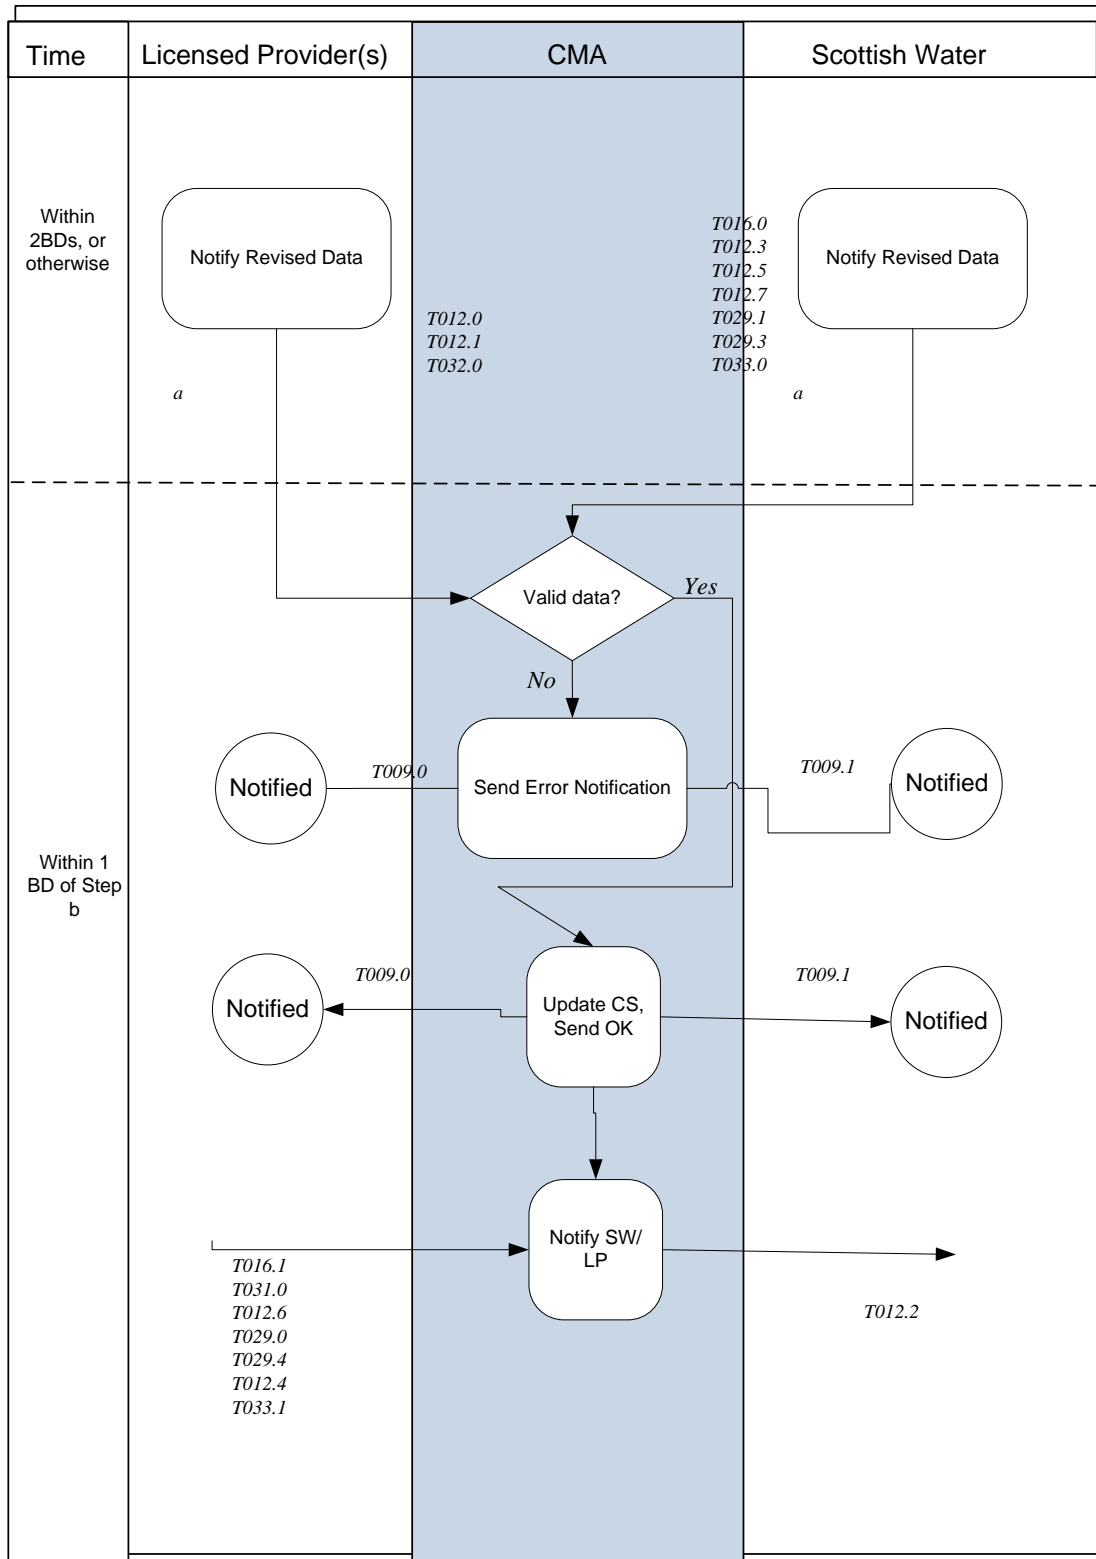 Time
Licensed Provider(s)
CMA
Scottish Water
Within
2BDs, or
otherwise
Notify Revised Data
T012.0
T012.1
T032.0
T016.0
T012.3
T012.5
T012.7
T029.1
T029.3
T033.0
Notify Revised Data
a
a
Valid data?
Yes
No
Notified
T009.0
Send Error Notification
T009.1
Notified
Within 1
BD of Step
b
Notified
T009.0
Update CS,
Send OK
T009.1
Notified
Notify SW/
LP
T016.1
T031.0
T012.6
T029.0
T029.4
T012.4
T033.1
T012.2